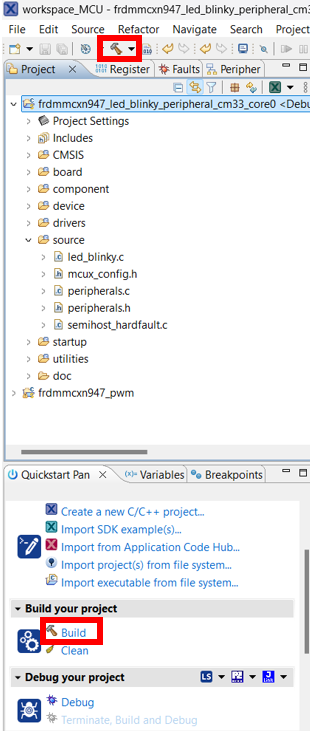 workspace_MCU - frdmmcxn947_led_blinky_peripheral_cm3
File Edit Source Refactor Navigate Search Project
010
Project Register Faults Peripher
frdmmcxn947_led_blinky_peripheral_cm33_core0 <Debu
Project Settings
Includes
CMSIS
board
component
device
drivers
source
led_blinky.c
mcux_config.h
peripherals.c
peripherals.h
semihost_hardfault.c
startup
utilities
doc
frdmmcxn947_pwm
Quickstart Pan (x)= Variables Breakpoints
Create a new C/C++ project...
Import SDK example(s)...
Import from Application Code Hub...
Import project(s) from file system...
Import executable from file system...
Build your project
Build
Clean
Debug your project LS
Debug
Terminate, Build and Debug